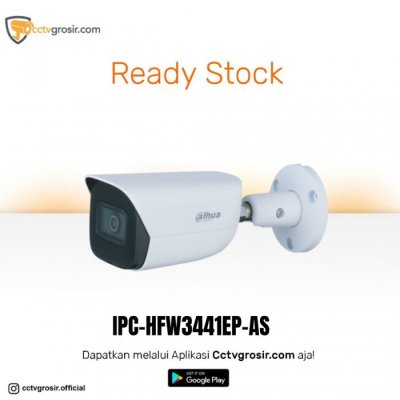 cctvgrosir.com
Ready Stock
alhua
IPC-HFW3441EP-AS
Dapatkan melalui Aplikasi Cctvgrosir.com aja!
GET IT ON
Google Play
cctvgrosir.official